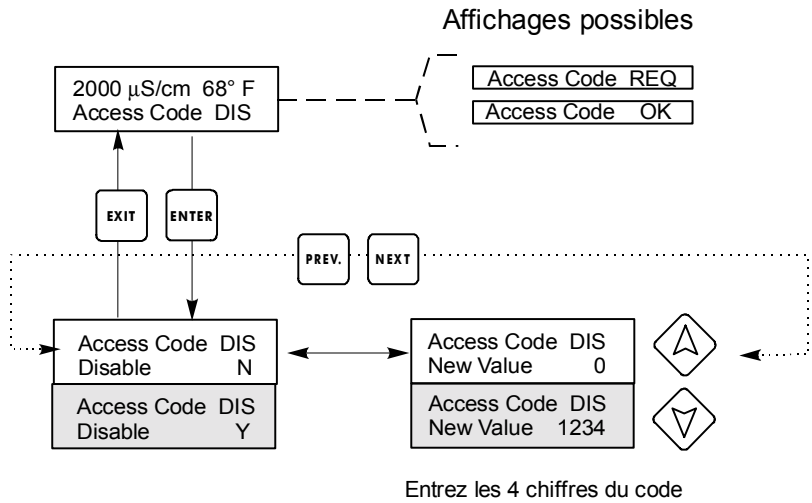 Affichages possibles
2000 μS/cm 68° F
Access Code DIS
Access Code REQ
Access Code OK
EXIT
ENTER
PREV.
NEXT
Access Code DIS
Disable N
Access Code DIS
Disable Y
Access Code DIS
New Value 0
Access Code DIS
New Value 1234
Entrez les 4 chiffres du code